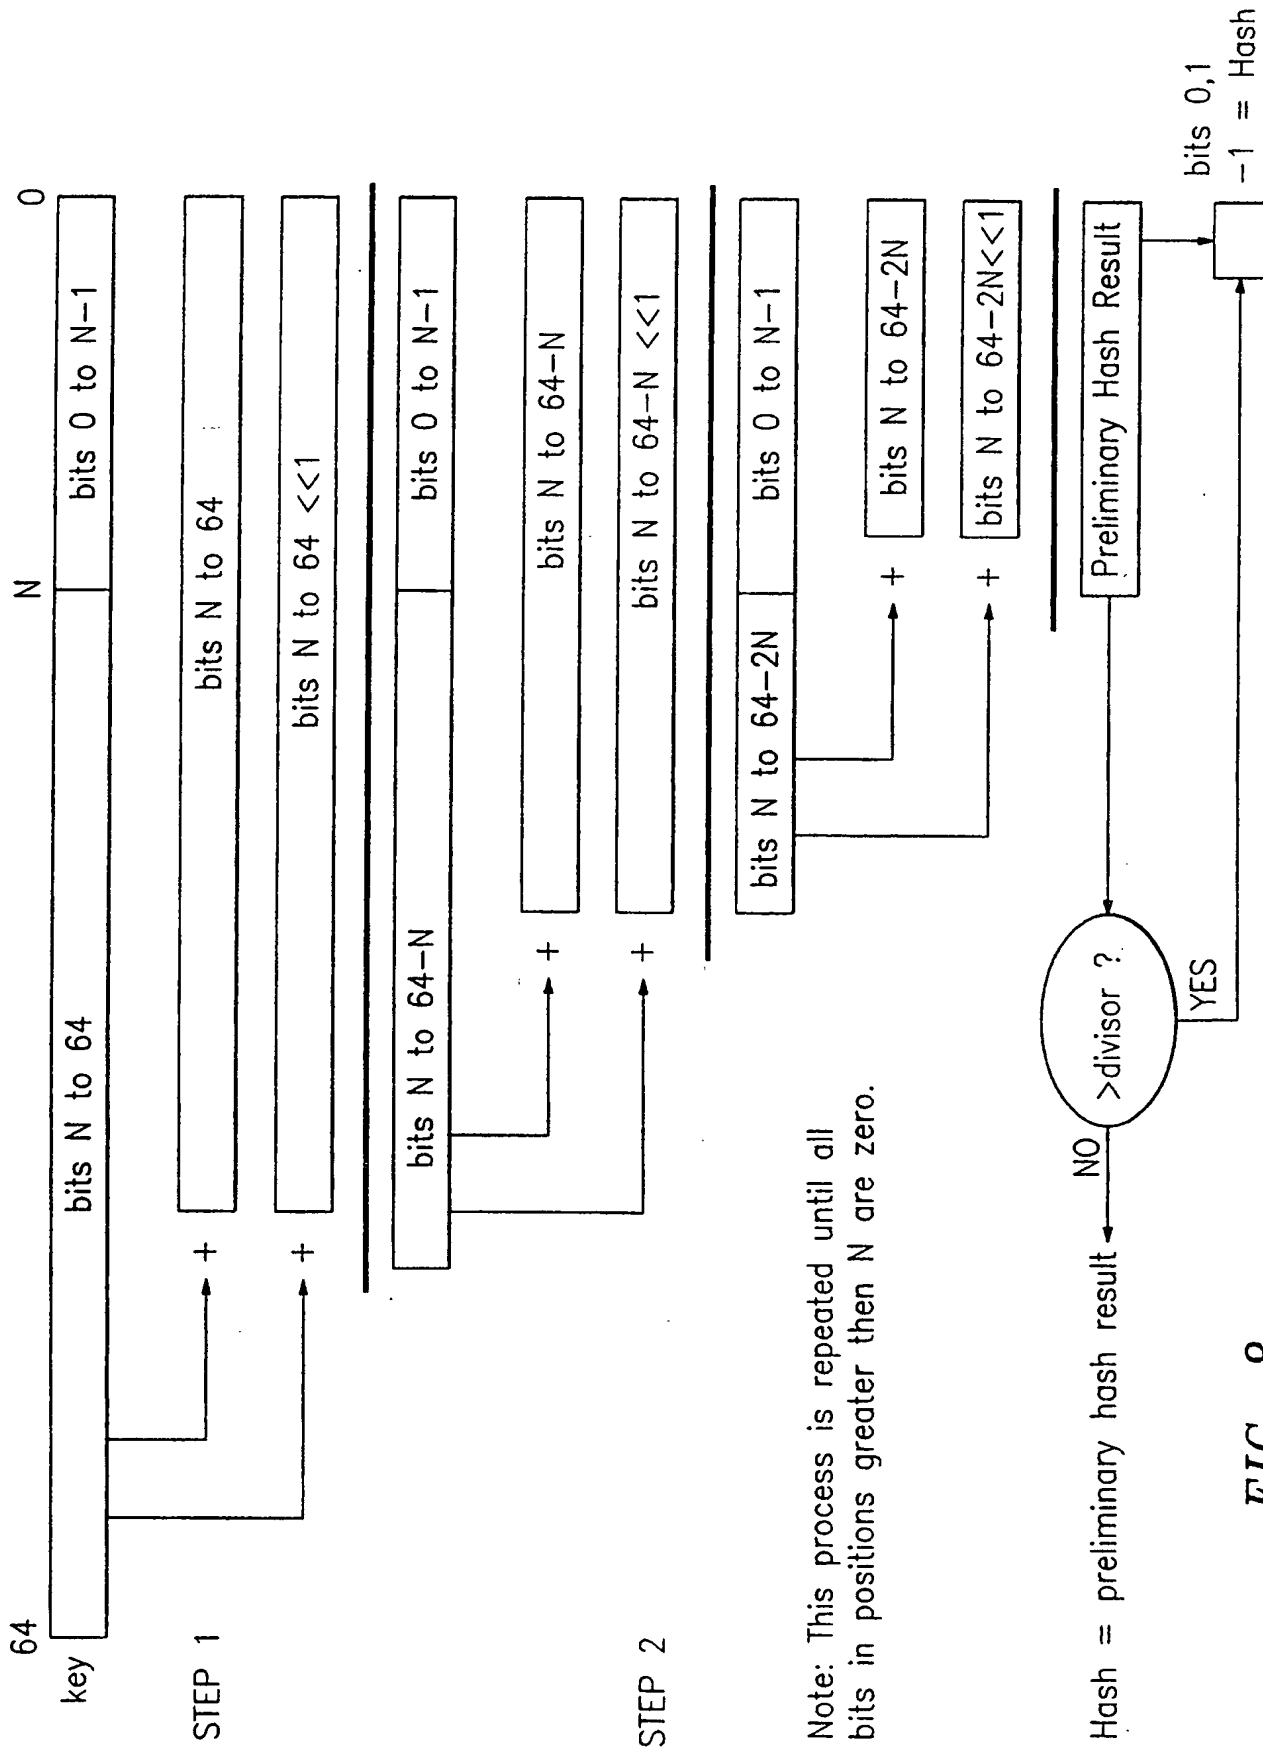 64
N
0
key
bits N to 64
bits 0 to N-1
STEP 1
+
bits N to 64
+
bits N to 64 <<1
bits N to 64-N
bits 0 to N-1
+
bits N to 64-N
STEP 2
+
bits N to 64-N <<1
bits N to 64-2N
bits 0 to N-1
+
bits N to 64-2N
+
bits N to 64-2N<<1
Note: This process is repeated until all
bits in positions greater then N are zero.
Hash = preliminary hash result
NO
>divisor ?
YES
Preliminary Hash Result
bits 0,1
-1 = Hash
FIG. 8